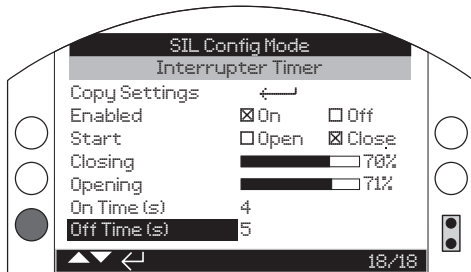 SIL Config Mode
Interrupter Timer
Copy Settings
Enabled ☒ On ☐ Off
Start ☐ Open ☒ Close
Closing 70%
Opening 71%
On Time (s) 4
Off Time (s) 5
18/18